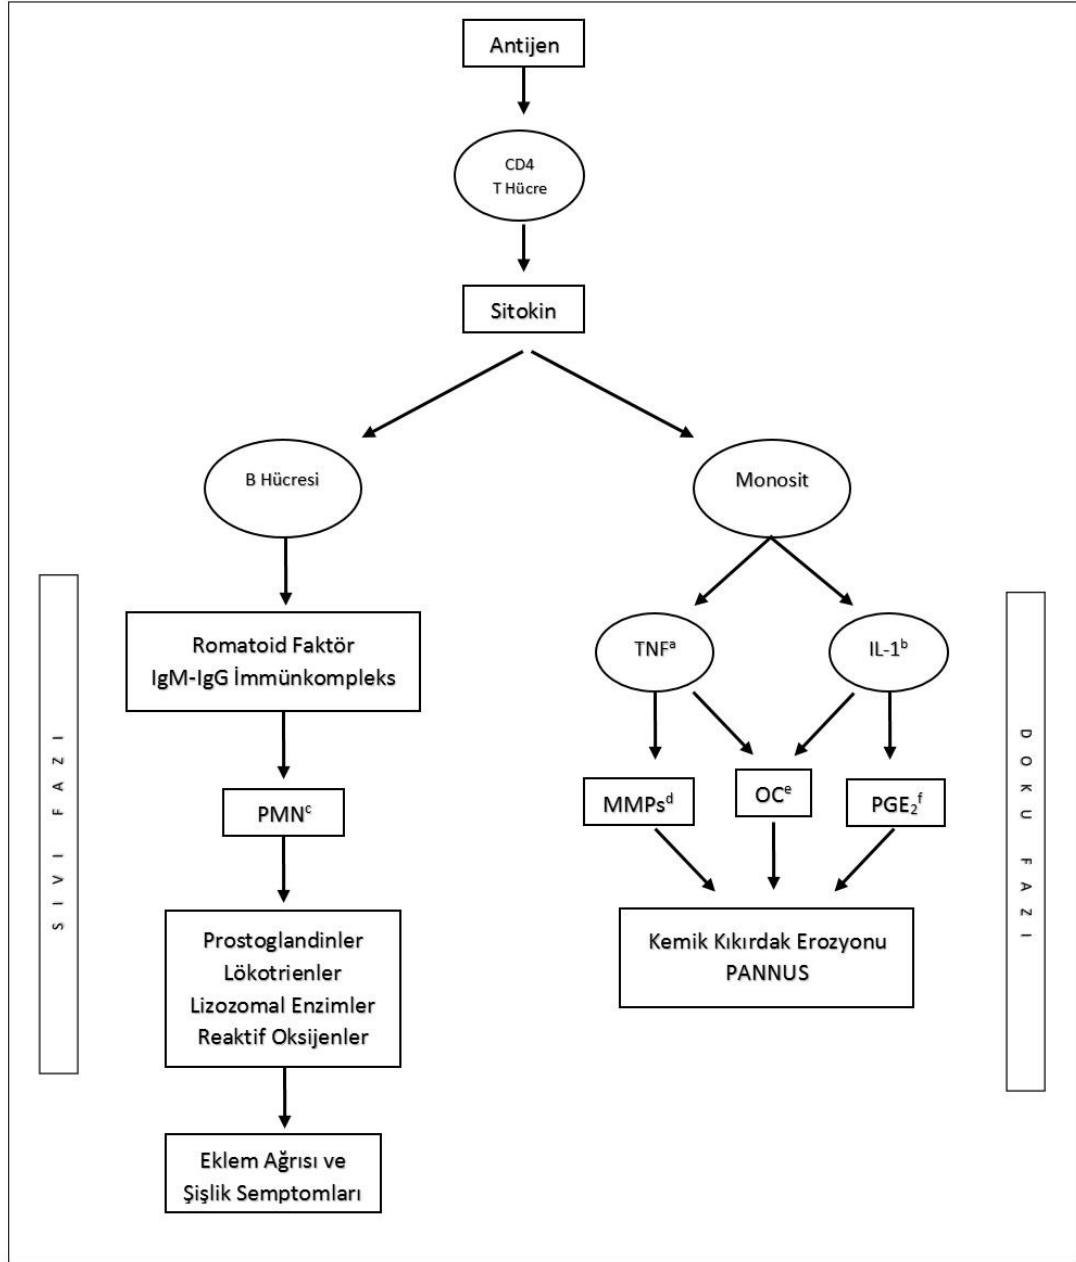 Antijen
CD4
T Hücre
Sitokin
B Hücresi
Monosit
SIVI FAZI
Romatoid Faktör
IgM-IgG İmmünkompleks
TNFᵃ
IL-1ᵇ
DOKU FAZI
PMNᶜ
MMPsᵈ
OCᵉ
PGE₂ᶠ
Prostoglandinler
Lökotrienler
Lizozomal Enzimler
Reaktif Oksijenler
Kemik Kıkırdak Erozyonu
PANNUS
Eklem Ağrısı ve
Şişlik Semptomları